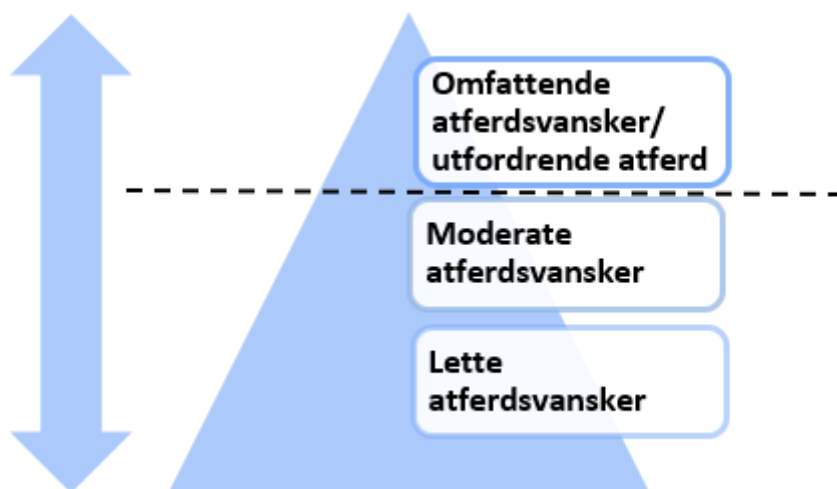 Omfattende
atferdsvansker/
utfordrende atferd
Moderate
atferdsvansker
Lette
atferdsvansker